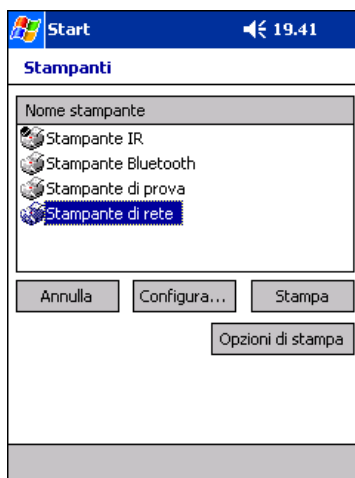 Start 19.41
Stampanti
Nome stampante
Stampante IR
Stampante Bluetooth
Stampante di prova
Stampante di rete
Annulla Configura... Stampa
Opzioni di stampa